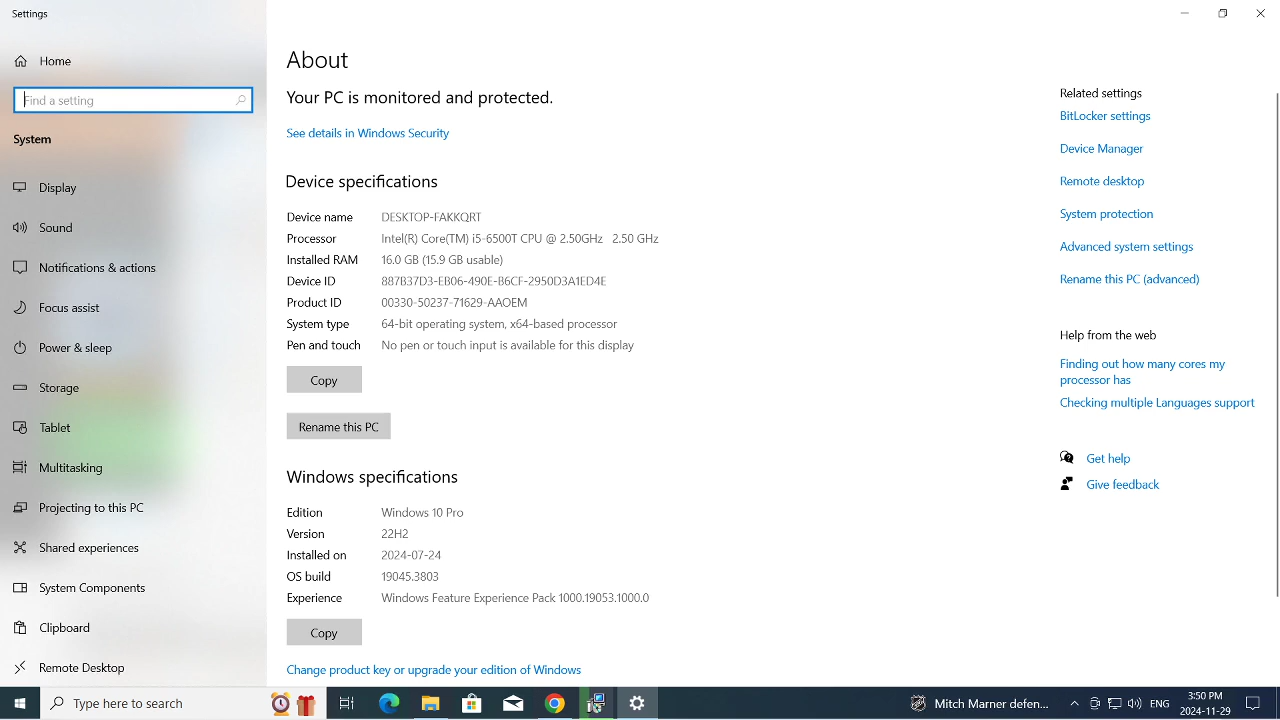 Settings
Home
Find a setting
System
Display
Sound
Notifications & actions
Focus assist
Power & sleep
Storage
Tablet
Multitasking
Projecting to this PC
Shared experiences
System Components
Clipboard
Remote Desktop
About
Your PC is monitored and protected.
See details in Windows Security
Device specifications
Device name DESKTOP-FAKKQRT
Processor Intel(R) Core(TM) i5-6500T CPU @ 2.50GHz 2.50 GHz
Installed RAM 16.0 GB (15.9 GB usable)
Device ID 887B37D3-EB06-490E-B6CF-2950D3A1ED4E
Product ID 00330-50237-71629-AAOEM
System type 64-bit operating system, x64-based processor
Pen and touch No pen or touch input is available for this display
Copy
Rename this PC
Windows specifications
Edition Windows 10 Pro
Version 22H2
Installed on 2024-07-24
OS build 19045.3803
Experience Windows Feature Experience Pack 1000.19053.1000.0
Copy
Change product key or upgrade your edition of Windows
Related settings
BitLocker settings
Device Manager
Remote desktop
System protection
Advanced system settings
Rename this PC (advanced)
Help from the web
Finding out how many cores my
processor has
Checking multiple Languages support
Get help
Give feedback
Type here to search
Mitch Marner defen...
ENG
3:50 PM
2024-11-29